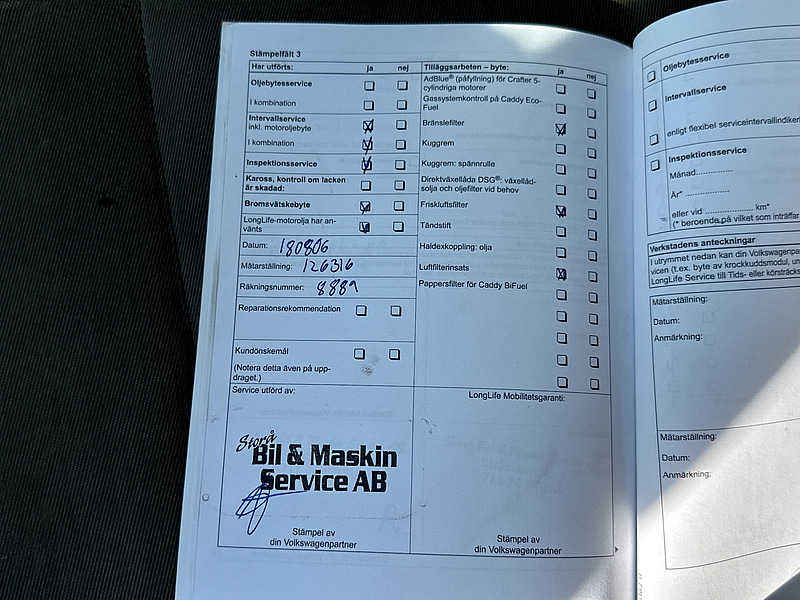 Stämpelfält 3
Har utförts: ja nej
Oljebytesservice
I kombination
Intervallservice
inkl. motoroljebyte
I kombination
Inspektionsservice
Kaross, kontroll om lacken
är skadad:
Bromsvätskebyte
LongLife-motorolja har an-
vänts
Datum: 180806
Mätarställning: 126316
Räkningsnummer: 8889
Reparationsrekommendation
Kundönskemål
(Notera detta även på upp-
draget.)
Service utförd av:
Storå
Bil & Maskin
Service AB
Stämpel av
din Volkswagenpartner
Tilläggsarbeten – byte: ja nej
AdBlue® (påfyllning) för Crafter 5-
cylindriga motorer
Gassystemkontroll på Caddy Eco-
Fuel
Bränslefilter
Kuggrem
Kuggrem: spännrulle
Direktväxellåda DSG®: växellåd-
solja och oljefilter vid behov
Friskluftsfilter
Tändstift
Haldexkoppling: olja
Luftfilterinsats
Pappersfilter för Caddy BiFuel
LongLife Mobilitetsgaranti:
Stämpel av
din Volkswagenpartner
Oljebytesservice
Intervallservice
enligt flexibel serviceintervallindiker
Inspektionsservice
Månad..............
År* ..............
eller vid .............. km*
(* beroende på vilket som inträffar
Verkstadens anteckningar
I utrymmet nedan kan din Volkswagenpa
vicen (t.ex. byte av krockkuddsmodul, un
LongLife Service till Tids- eller körsträcks
Mätarställning:
Datum:
Anmärkning:
Mätarställning:
Datum:
Anmärkning: